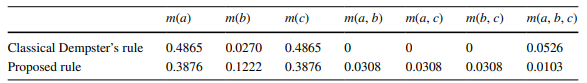 m(a) m(b) m(c) m(a, b) m(a, c) m(b, c) m(a, b, c)
Classical Dempster's rule 0.4865 0.0270 0.4865 0 0 0 0.0526
Proposed rule 0.3876 0.1222 0.3876 0.0308 0.0308 0.0308 0.0103